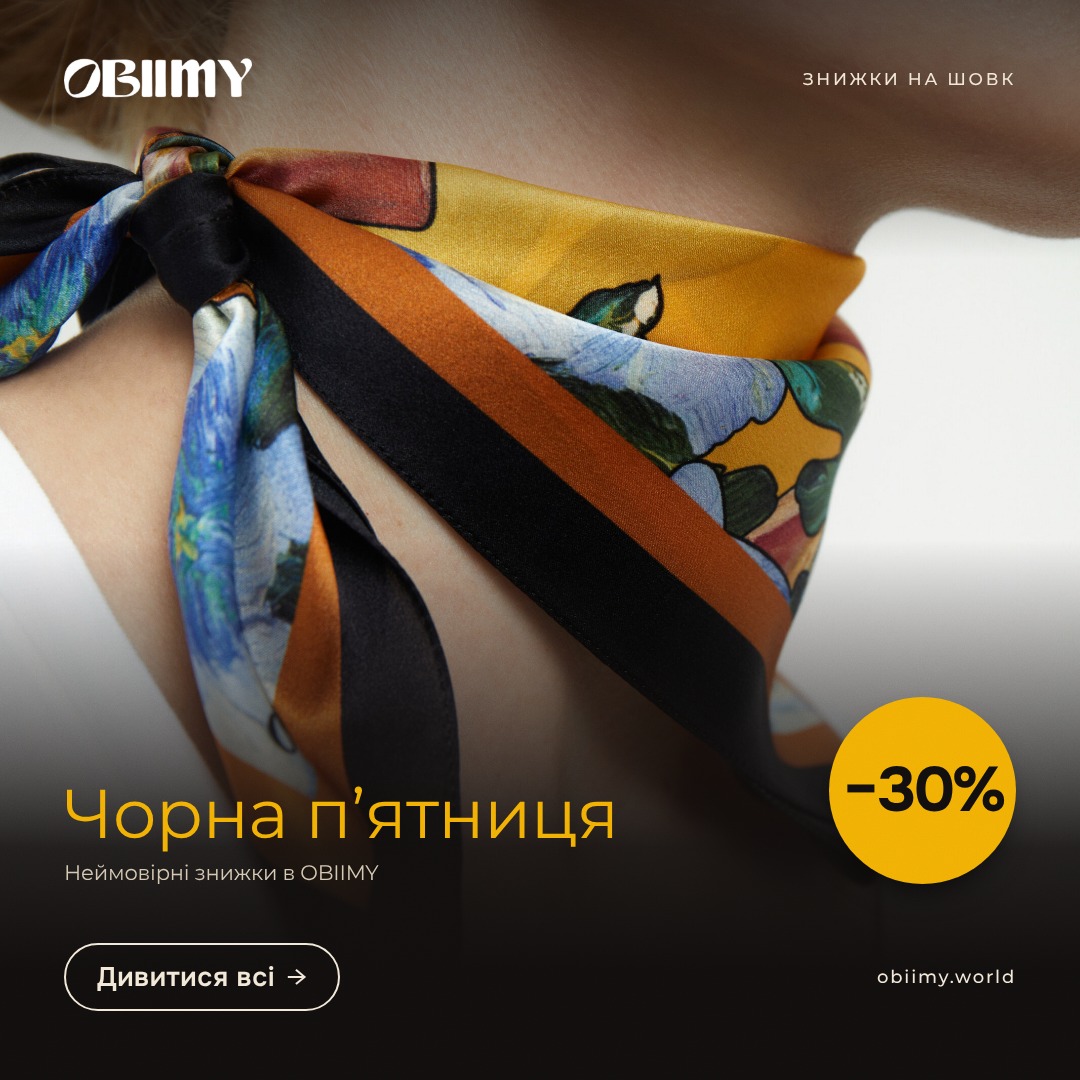 OBIIMY
ЗНИЖКИ НА ШОВК
−30%
Чорна п’ятниця
Неймовірні знижки в OBIIMY
Дивитися всі →
obiimy.world